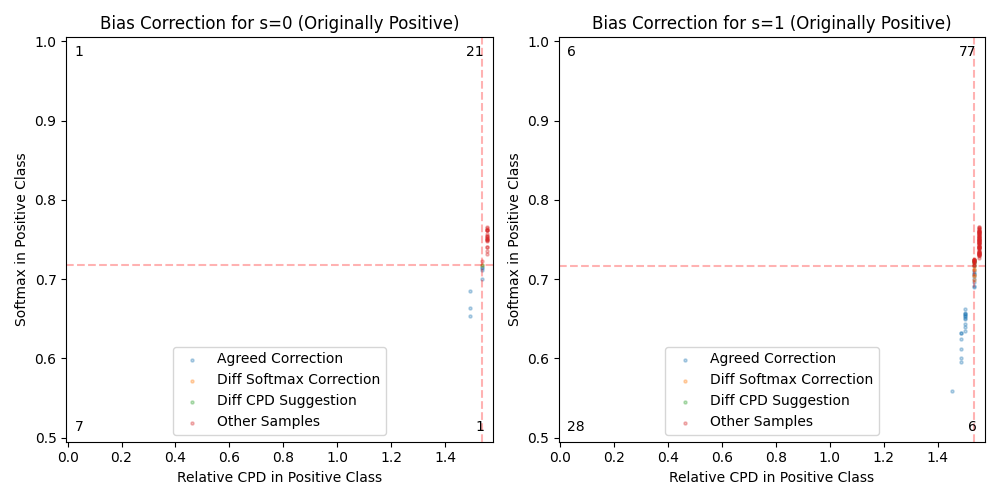 Bias Correction for s=0 (Originally Positive)
1.0
1
21
0.9
0.8
0.7
0.6
0.5
Softmax in Positive Class
Agreed Correction
Diff Softmax Correction
Diff CPD Suggestion
Other Samples
7
1
0.0 0.2 0.4 0.6 0.8 1.0 1.2 1.4
Relative CPD in Positive Class
Bias Correction for s=1 (Originally Positive)
1.0
6
77
0.9
0.8
0.7
0.6
0.5
Softmax in Positive Class
Agreed Correction
Diff Softmax Correction
Diff CPD Suggestion
Other Samples
28
6
0.0 0.2 0.4 0.6 0.8 1.0 1.2 1.4
Relative CPD in Positive Class